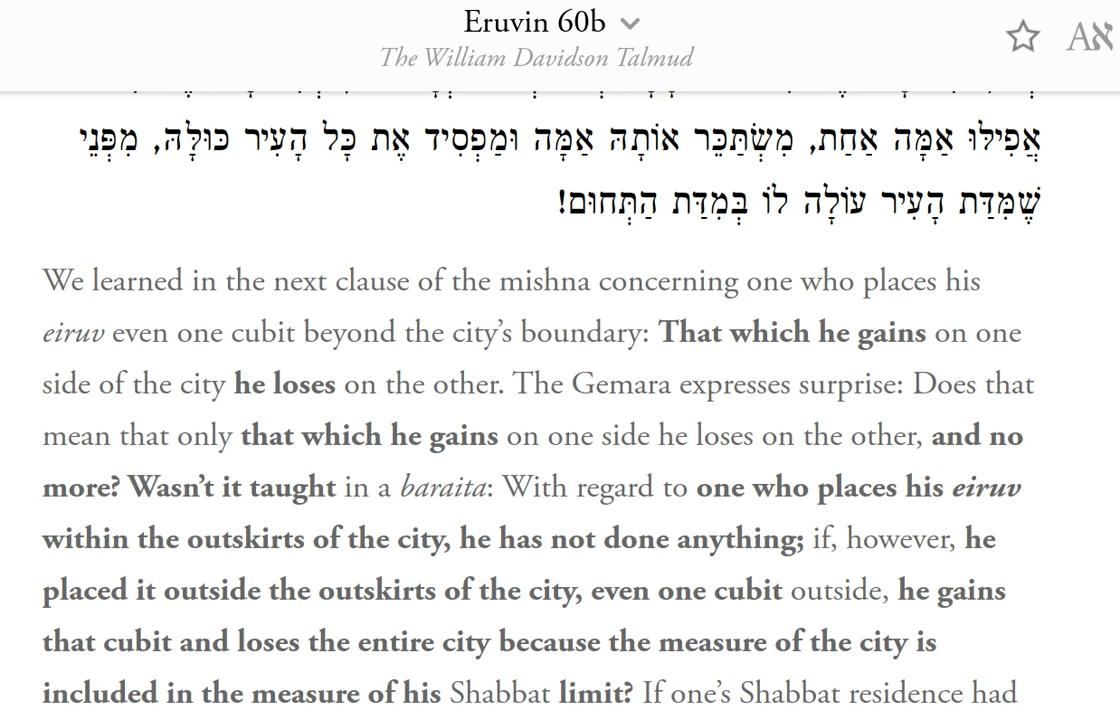 Eruvin 60b
The William Davidson Talmud
Aא
אֲפִילּוּ אַמָּה אַחַת, מִשְׂתַּכֵּר אוֹתָהּ אַמָּה וּמַפְסִיד אֶת כׇּל הָעִיר כּוּלָּהּ, מִפְּנֵי
שֶׁמִּדַּת הָעִיר עוֹלָה לוֹ בְּמִדַּת הַתְּחוּם!
We learned in the next clause of the mishna concerning one who places his
eiruv even one cubit beyond the city’s boundary: That which he gains on one
side of the city he loses on the other. The Gemara expresses surprise: Does that
mean that only that which he gains on one side he loses on the other, and no
more? Wasn’t it taught in a baraita: With regard to one who places his eiruv
within the outskirts of the city, he has not done anything; if, however, he
placed it outside the outskirts of the city, even one cubit outside, he gains
that cubit and loses the entire city because the measure of the city is
included in the measure of his Shabbat limit? If one’s Shabbat residence had